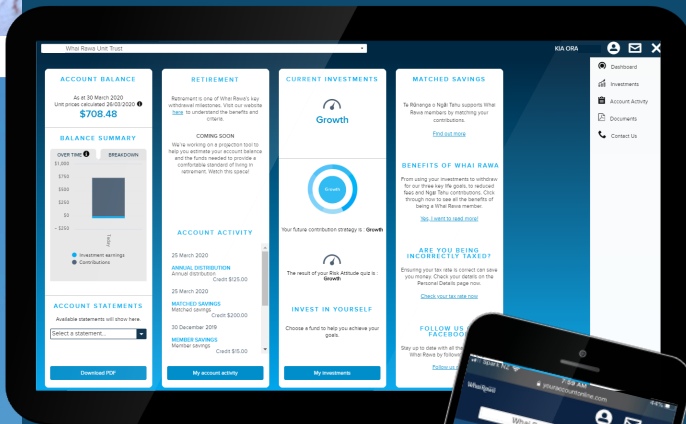 Whai Rawa Unit Trust
KIA ORA
Dashboard
Investments
Account Activity
Documents
Contact Us
ACCOUNT BALANCE
As at 30 March 2020
Unit prices calculated 26/03/2020
$708.48
BALANCE SUMMARY
OVER TIME
BREAKDOWN
$1,000
$750
$500
$250
$0
- $250
Today
Investment earnings
Contributions
ACCOUNT STATEMENTS
Available statements will show here.
Select a statement...
Download PDF
RETIREMENT
Retirement is one of Whai Rawa's key
withdrawal milestones. Visit our website
here to understand the benefits and
criteria.
COMING SOON
We're working on a projection tool to
help you estimate your account balance
and the funds needed to provide a
comfortable standard of living in
retirement. Watch this space!
ACCOUNT ACTIVITY
25 March 2020
ANNUAL DISTRIBUTION
Annual distribution
Credit $125.00
25 March 2020
MATCHED SAVINGS
Matched savings
Credit $200.00
30 December 2019
MEMBER SAVINGS
Member savings
Credit $15.00
My account activity
CURRENT INVESTMENTS
Growth
Growth
Your future contribution strategy is : Growth
The result of your Risk Attitude quiz is :
Growth
INVEST IN YOURSELF
Choose a fund to help you achieve your
goals.
My investments
MATCHED SAVINGS
Te Rūnanga o Ngāi Tahu supports Whai
Rawa members by matching your
contributions.
Find out more
BENEFITS OF WHAI RAWA
From using your investments to withdraw
for our three key life goals, to reduced
fees and Ngāi Tahu contributions. Click
through now to see all the benefits of
being a Whai Rawa member.
Yes, I want to read more!
ARE YOU BEING
INCORRECTLY TAXED?
Ensuring your tax rate is correct can save
you money. Check your details on the
Personal Details page.
Check your tax rate now
FOLLOW US
FACEBOO
Stay up to date with all the
Whai Rawa by follow
Follow us
Spark NZ
7:59 AM
44%
youraccountonline.com
WhaiRawa
Whai R